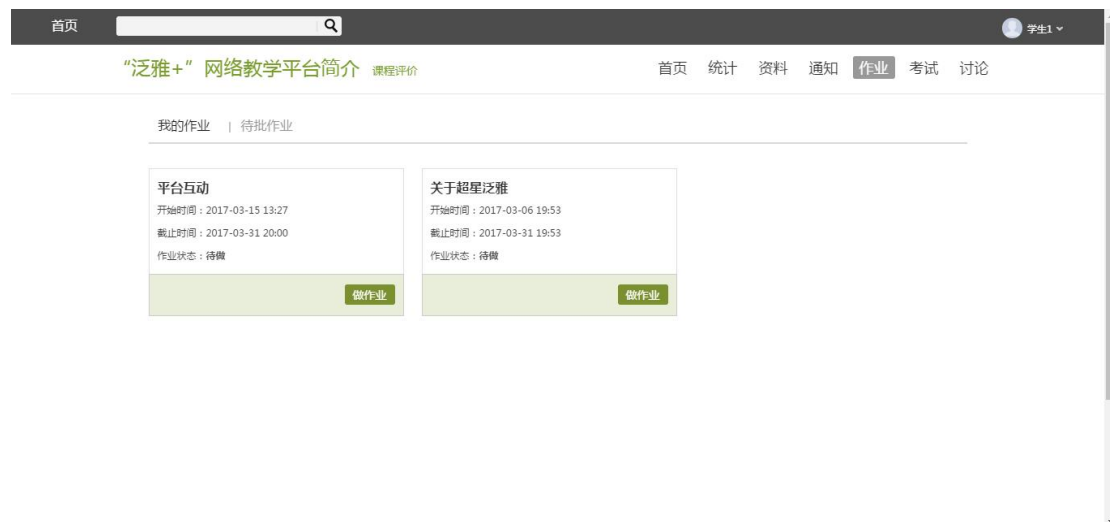 首页
学生1
“泛雅+”网络教学平台简介 课程评价
首页 统计 资料 通知 作业 考试 讨论
我的作业 | 待批作业
平台互动
开始时间：2017-03-15 13:27
截止时间：2017-03-31 20:00
作业状态：待做
做作业
关于超星泛雅
开始时间：2017-03-06 19:53
截止时间：2017-03-31 19:53
作业状态：待做
做作业